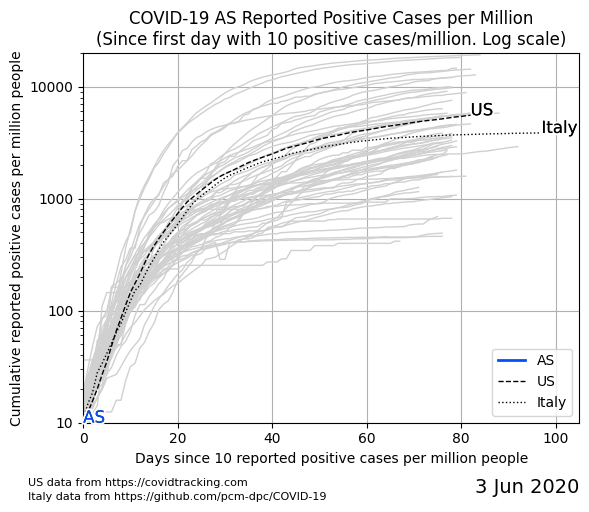 COVID-19 AS Reported Positive Cases per Million
(Since first day with 10 positive cases/million. Log scale)
Cumulative reported positive cases per million people
10000
1000
100
10
US
Italy
AS
AS
US
Italy
0
20
40
60
80
100
Days since 10 reported positive cases per million people
US data from https://covidtracking.com
Italy data from https://github.com/pcm-dpc/COVID-19
3 Jun 2020